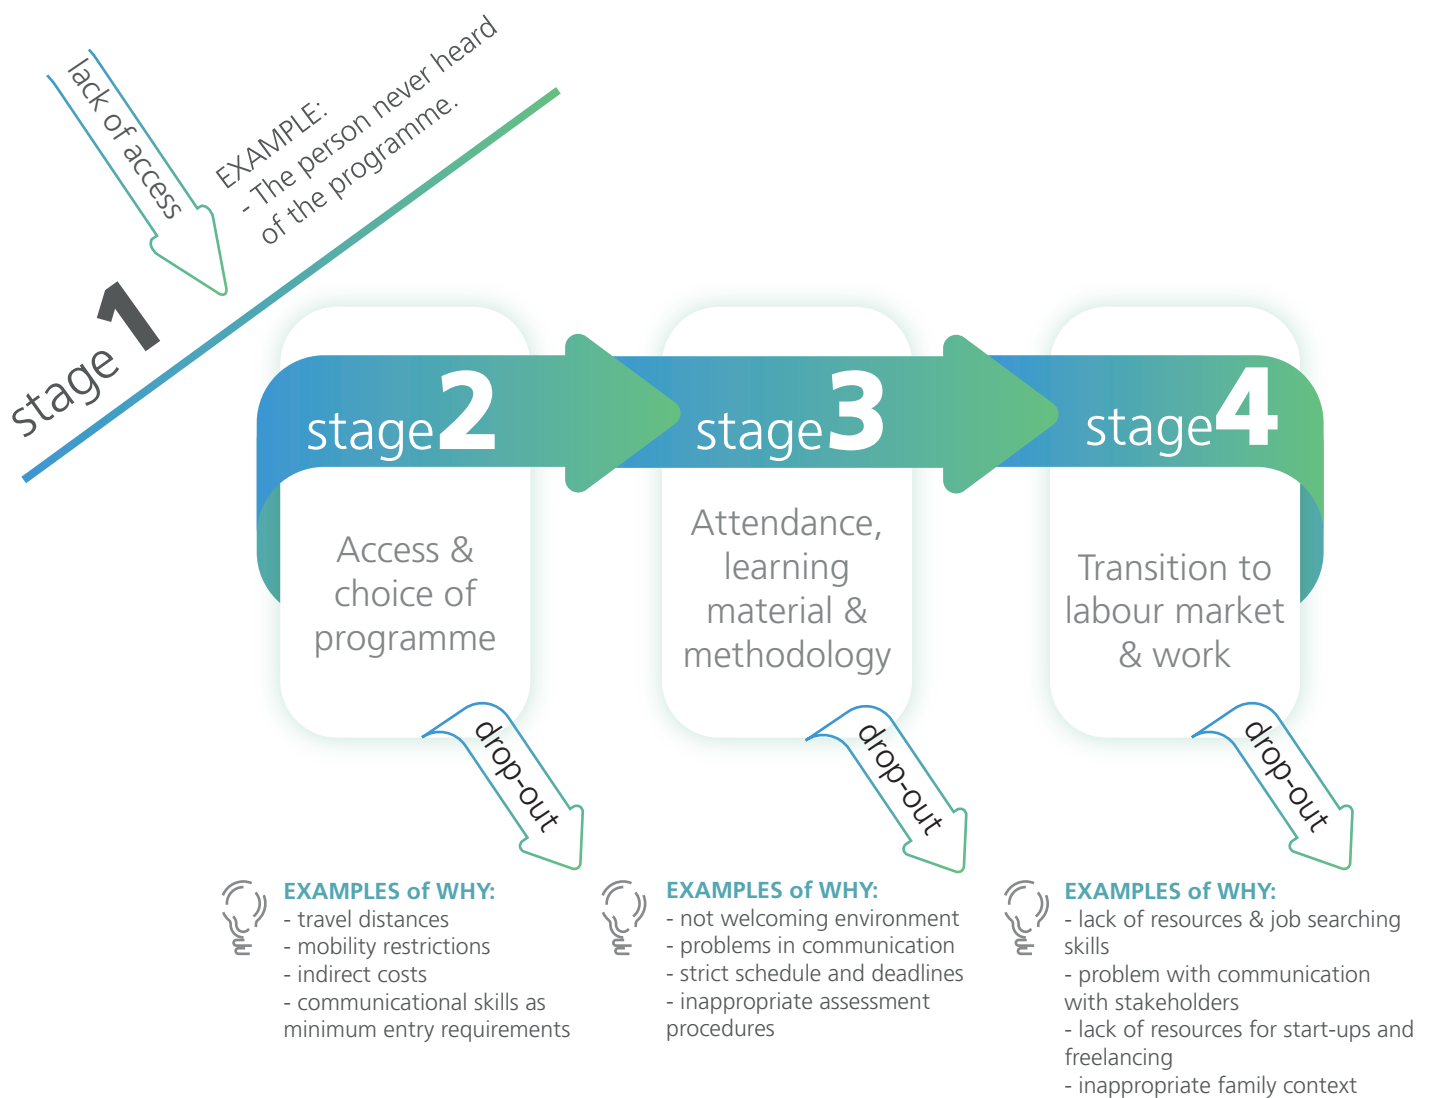 lack of access
EXAMPLE:
- The person never heard
of the programme.
stage 1
stage 2
Access &
choice of
programme
drop-out
EXAMPLES of WHY:
- travel distances
- mobility restrictions
- indirect costs
- communicational skills as
minimum entry requirements
stage 3
Attendance,
learning
material &
methodology
drop-out
EXAMPLES of WHY:
- not welcoming environment
- problems in communication
- strict schedule and deadlines
- inappropriate assessment
procedures
stage 4
Transition to
labour market
& work
drop-out
EXAMPLES of WHY:
- lack of resources & job searching
skills
- problem with communication
with stakeholders
- lack of resources for start-ups and
freelancing
- inappropriate family context